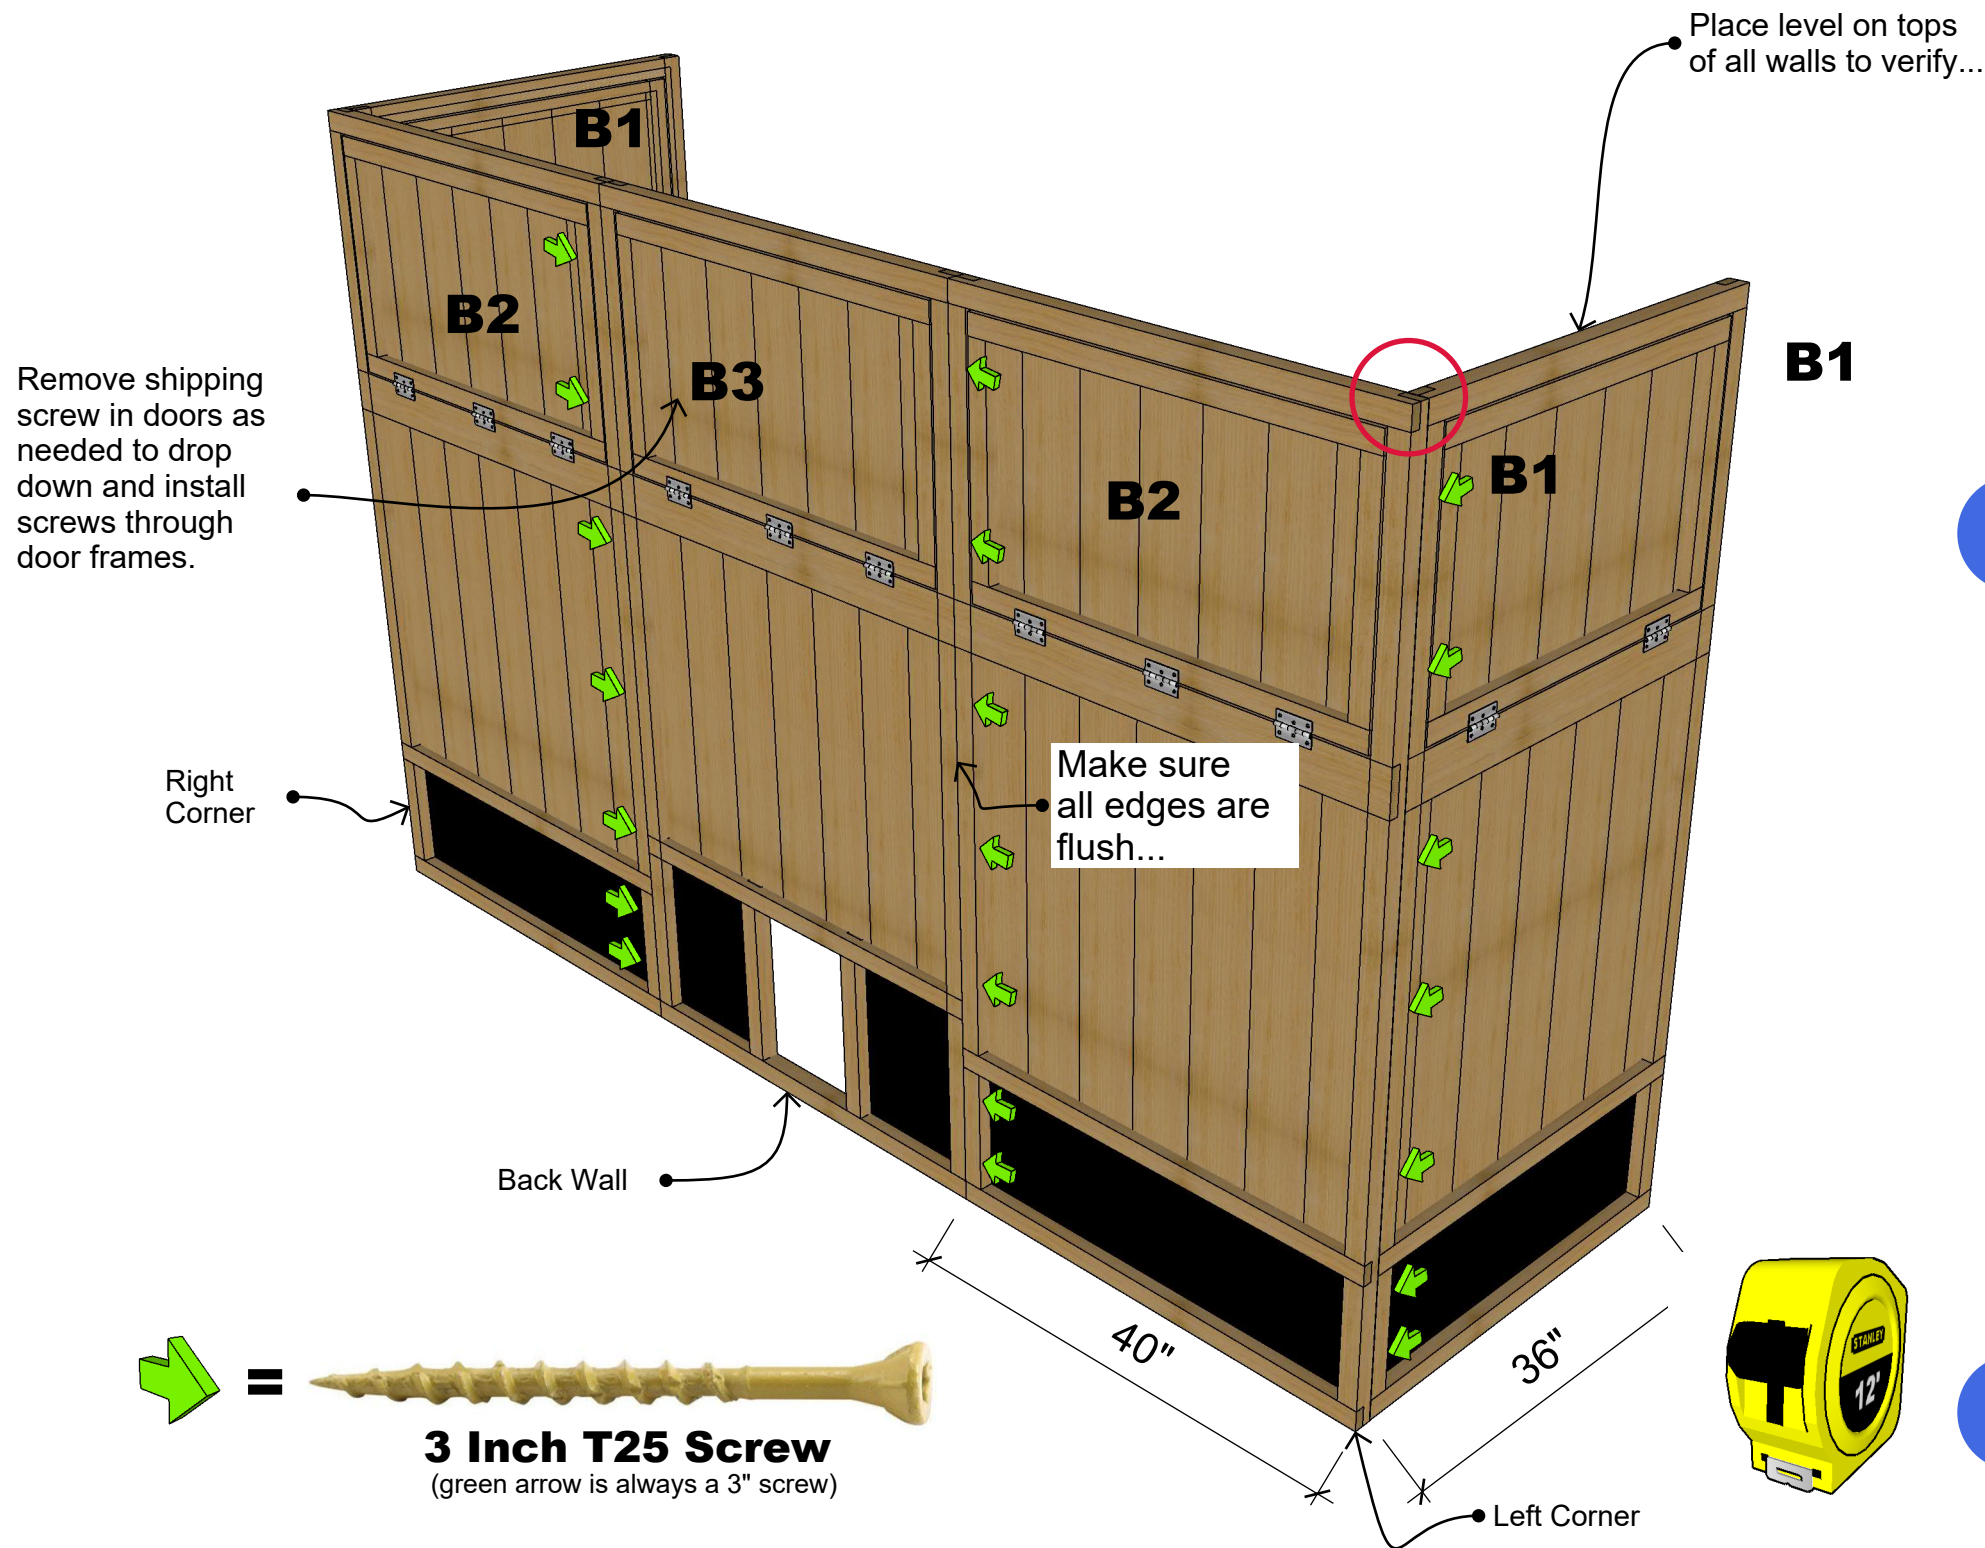 Place level on tops
of all walls to verify...
B1
B2
B3
B1
B2
B1
Remove shipping
screw in doors as
needed to drop
down and install
screws through
door frames.
Make sure
all edges are
flush...
Right
Corner
Back Wall
40"
36"
STANLEY
12'
=
3 Inch T25 Screw
(green arrow is always a 3" screw)
Left Corner